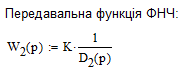 Передавальна функція ФНЧ:
W₂(p) := K · 1 / D₂(p)